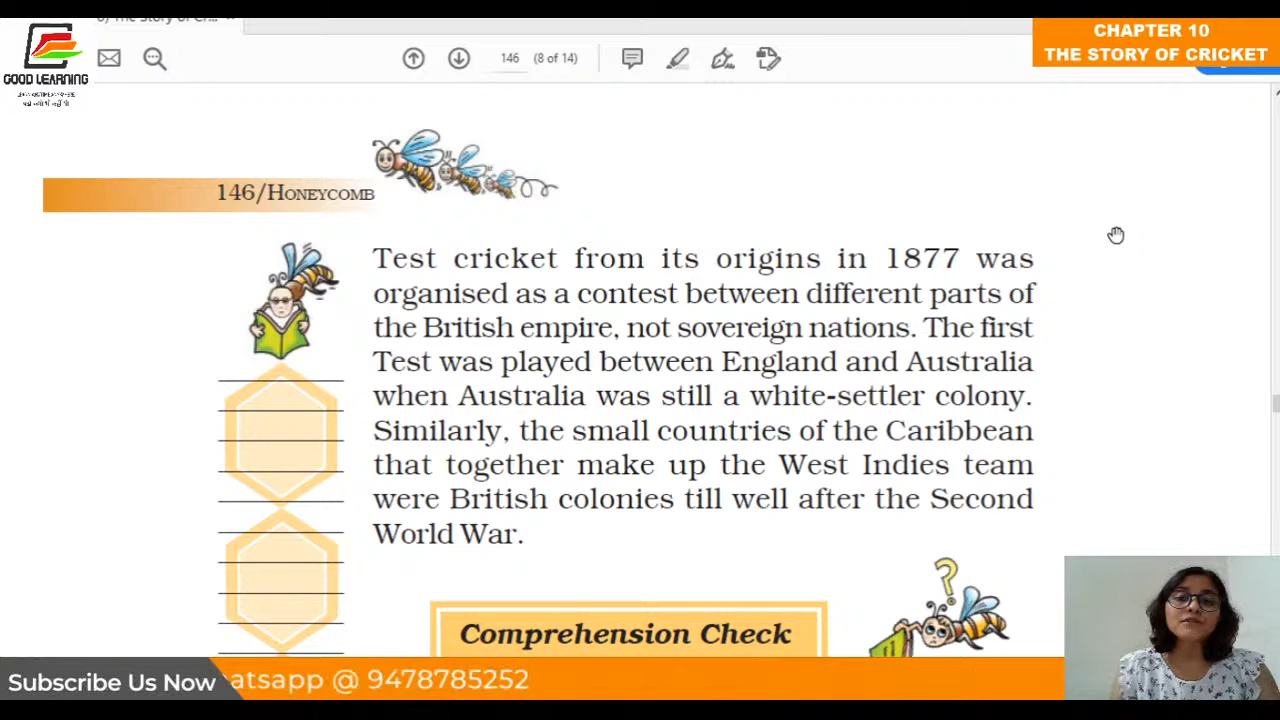 CHAPTER 10
THE STORY OF CRICKET
GOOD LEARNING
146 (8 of 14)
146/HONEYCOMB
Test cricket from its origins in 1877 was
organised as a contest between different parts of
the British empire, not sovereign nations. The first
Test was played between England and Australia
when Australia was still a white-settler colony.
Similarly, the small countries of the Caribbean
that together make up the West Indies team
were British colonies till well after the Second
World War.
?
Comprehension Check
Subscribe Us Now
atsapp @ 9478785252